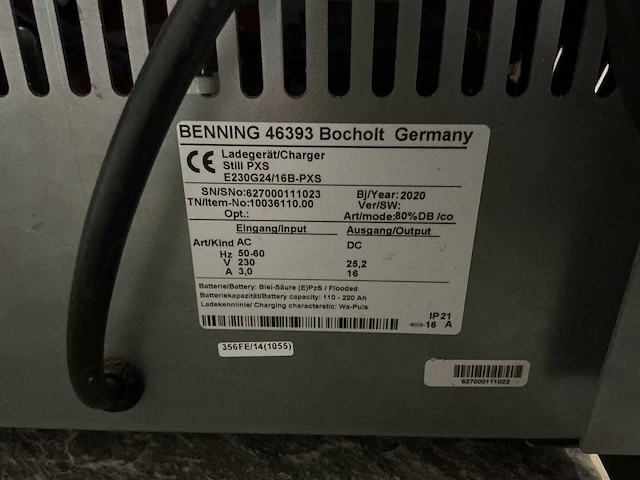 BENNING 46393 Bocholt Germany
CE Ladegerät/Charger
Still PXS
E230G24/16B-PXS
SN/SNo:627000111023 Bj/Year: 2020
TN/Item-No:10036110.00 Ver/SW:
Opt.: Art/mode:80%DB /co
Eingang/Input Ausgang/Output
Art/Kind AC DC
Hz 50-60
V 230 25,2
A 3,0 16
Batterie/Battery: Blei-Säure (E)PzS / Flooded
Batteriekapazität/Battery capacity: 110 - 220 Ah
Ladekennlinie/ Charging characterstic: Wa-Puls
IP21
16 A
356FE/14(1055)
627000111023